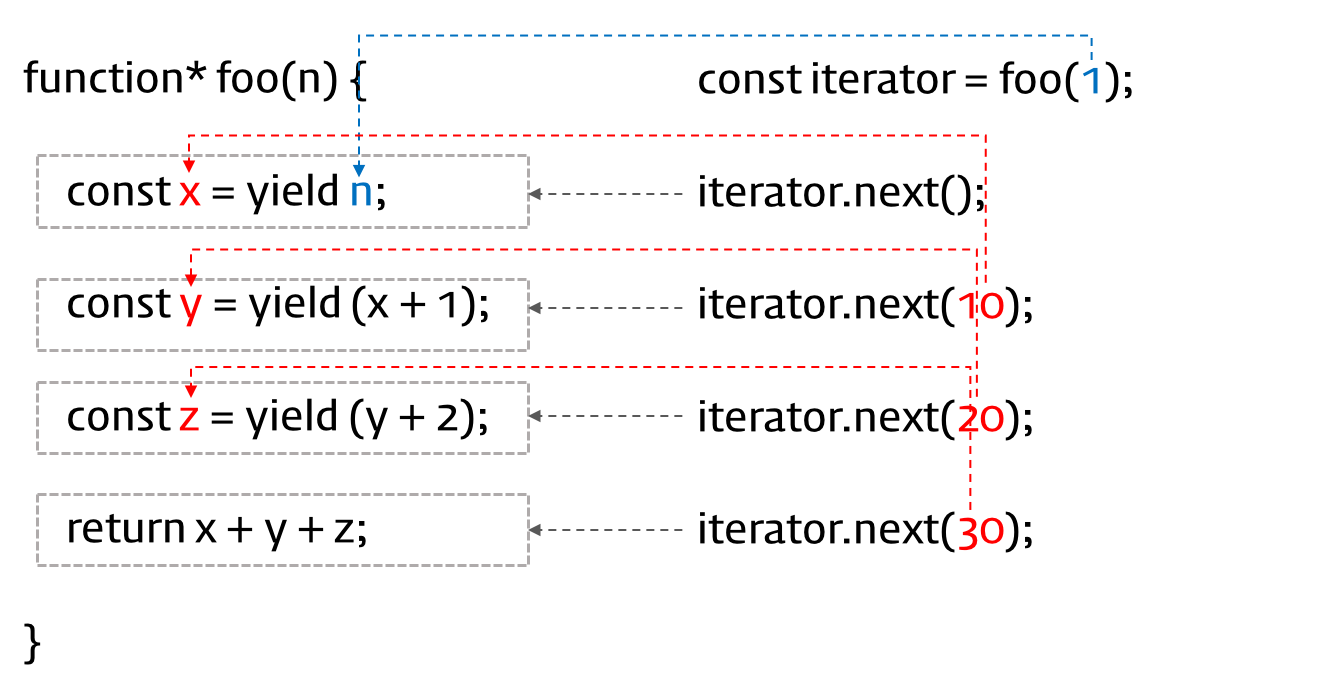 function* foo(n) {
const iterator = foo(1);
const x = yield n;
iterator.next();
const y = yield (x + 1);
iterator.next(10);
const z = yield (y + 2);
iterator.next(20);
return x + y + z;
iterator.next(30);
}